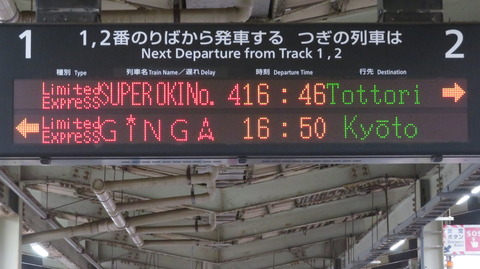 1 1,2番のりばから発車する つぎの列車は 2
Next Departure from Track 1,2
種別 Type 列車名 Train Name/遅れ Delay 時刻 Departure Time 行先 Destination
Limited Express SUPER OKI No. 4 16:46 Tottori →
← Limited Express G*INGA 16:50 Kyōto
SOS